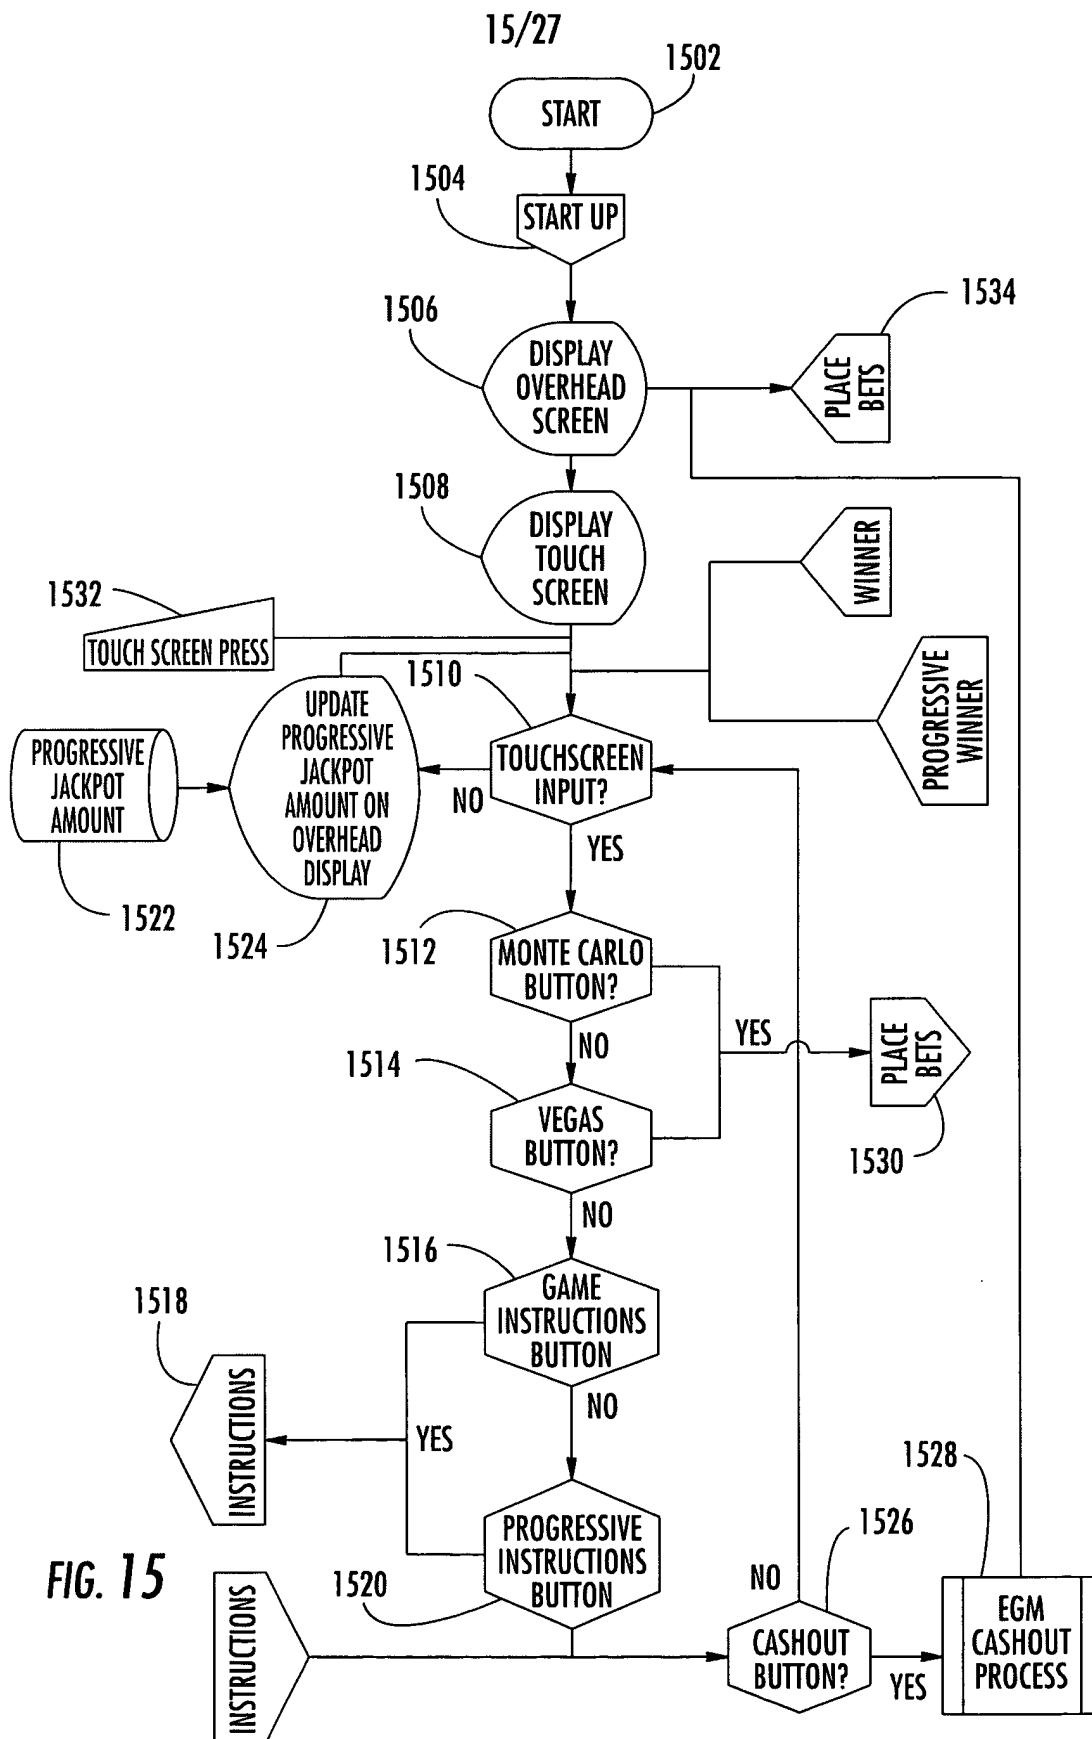 15/27
1502
START
1504
START UP
1506
1534
DISPLAY
OVERHEAD
SCREEN
PLACE
BETS
1508
DISPLAY
TOUCH
SCREEN
WINNER
1532
TOUCH SCREEN PRESS
1510
PROGRESSIVE
WINNER
UPDATE
PROGRESSIVE
JACKPOT
AMOUNT ON
OVERHEAD
DISPLAY
PROGRESSIVE
JACKPOT
AMOUNT
TOUCHSCREEN
INPUT?
NO
YES
1522
1524
1512
MONTE CARLO
BUTTON?
YES
PLACE
BETS
NO
1514
VEGAS
BUTTON?
1530
NO
1516
GAME
INSTRUCTIONS
BUTTON
1518
INSTRUCTIONS
YES
NO
1528
PROGRESSIVE
INSTRUCTIONS
BUTTON
1526
FIG. 15
1520
NO
INSTRUCTIONS
CASHOUT
BUTTON?
YES
EGM
CASHOUT
PROCESS